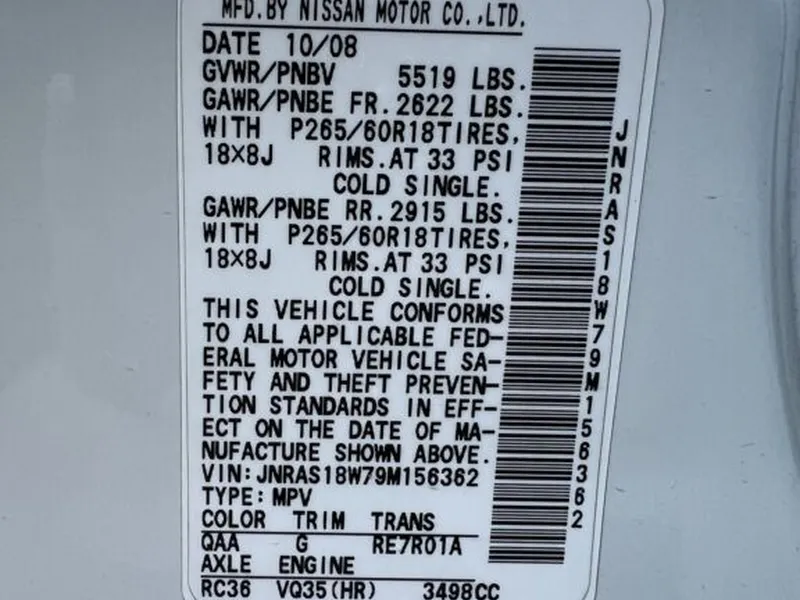 MFD.BY NISSAN MOTOR CO.,LTD.
DATE 10/08
GVWR/PNBV 5519 LBS.
GAWR/PNBE FR.2622 LBS.
WITH P265/60R18TIRES,
18X8J RIMS.AT 33 PSI
COLD SINGLE.
GAWR/PNBE RR.2915 LBS.
WITH P265/60R18TIRES,
18X8J RIMS.AT 33 PSI
COLD SINGLE.
THIS VEHICLE CONFORMS
TO ALL APPLICABLE FED-
ERAL MOTOR VEHICLE SA-
FETY AND THEFT PREVEN-
TION STANDARDS IN EFF-
ECT ON THE DATE OF MA-
NUFACTURE SHOWN ABOVE.
VIN:JNRAS18W79M156362
TYPE:MPV
COLOR TRIM TRANS
QAA G RE7R01A
AXLE ENGINE
RC36 VQ35(HR) 3498CC
JNRAS18W79M156362